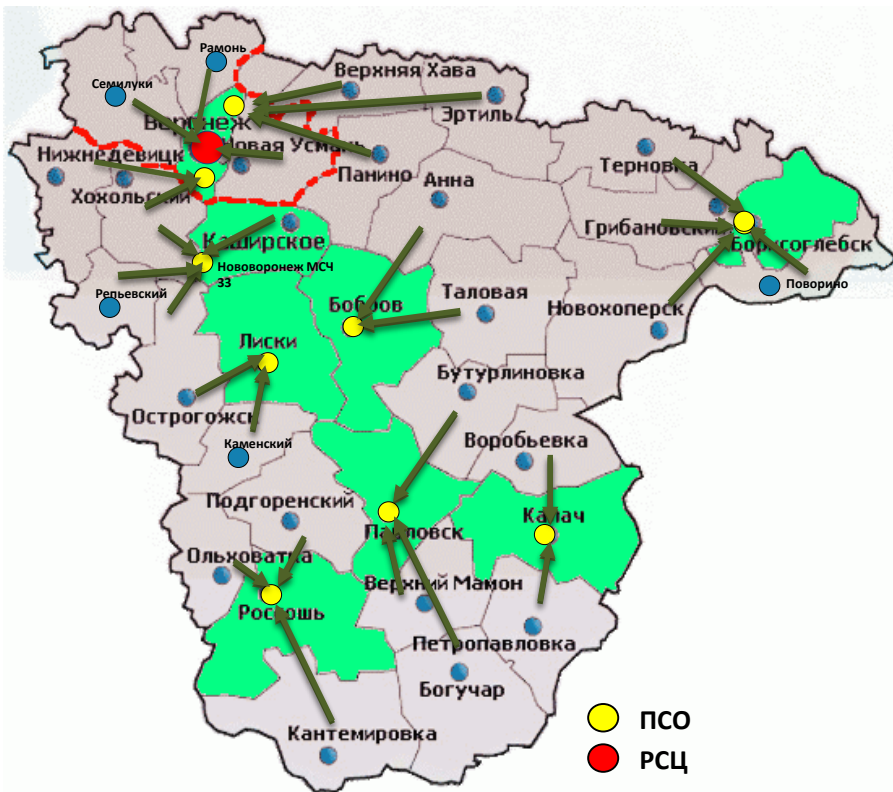 Рамонь
Семилуки
Верхняя Хава
Эртиль
Воронеж
Новая Усмань
Нижнедевицк
Панино
Терновка
Хохольский
Анна
Грибановский
Борисоглебск
Каширское
Нововоронеж МСЧ
33
Поворино
Репьевский
Бобров
Таловая
Новохоперск
Лиски
Бутурлиновка
Острогожск
Каменский
Воробьевка
Подгоренский
Калач
Павловск
Ольховатка
Верхний Мамон
Россошь
Петропавловка
Богучар
Кантемировка
ПСО
РСЦ